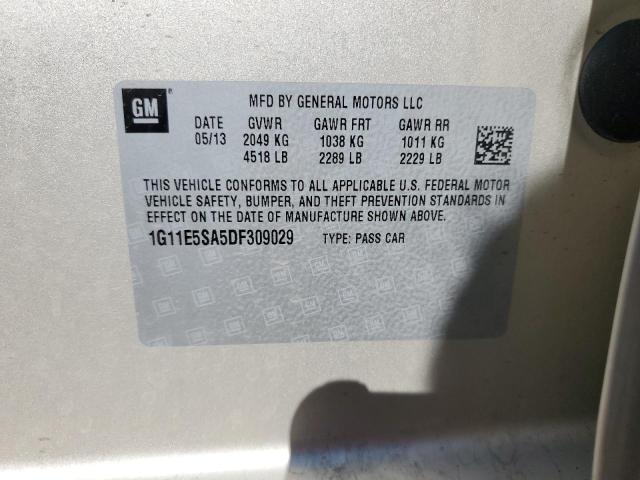 GM ®
MFD BY GENERAL MOTORS LLC
DATE GVWR GAWR FRT GAWR RR
05/13 2049 KG 1038 KG 1011 KG
4518 LB 2289 LB 2229 LB
THIS VEHICLE CONFORMS TO ALL APPLICABLE U.S. FEDERAL MOTOR
VEHICLE SAFETY, BUMPER, AND THEFT PREVENTION STANDARDS IN
EFFECT ON THE DATE OF MANUFACTURE SHOWN ABOVE.
1G11E5SA5DF309029 TYPE: PASS CAR